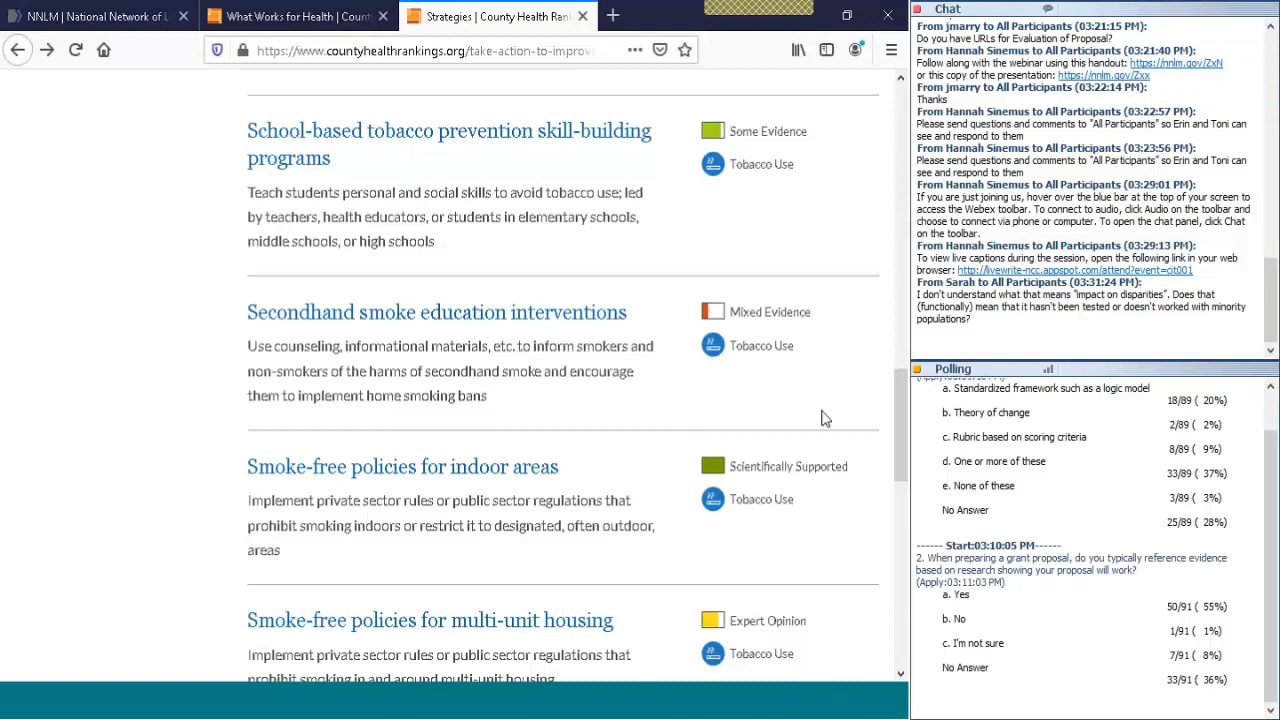 NNLM | National Network of L
What Works for Health | Count
Strategies | County Health Ran
https://www.countyhealthrankings.org/take-action-to-improve
School-based tobacco prevention skill-building
programs
Some Evidence
Tobacco Use
Teach students personal and social skills to avoid tobacco use; led
by teachers, health educators, or students in elementary schools,
middle schools, or high schools
Secondhand smoke education interventions
Mixed Evidence
Tobacco Use
Use counseling, informational materials, etc. to inform smokers and
non-smokers of the harms of secondhand smoke and encourage
them to implement home smoking bans
Smoke-free policies for indoor areas
Scientifically Supported
Tobacco Use
Implement private sector rules or public sector regulations that
prohibit smoking indoors or restrict it to designated, often outdoor,
areas
Smoke-free policies for multi-unit housing
Expert Opinion
Tobacco Use
Implement private sector rules or public sector regulations that
prohibit smoking in and around multi-unit housing
Chat
From jmarry to All Participants (03:21:15 PM):
Do you have URLs for Evaluation of Proposal?
From Hannah Sinemus to All Participants (03:21:40 PM):
Follow along with the webinar using this handout: https://nnlm.gov/ZxN
or this copy of the presentation: https://nnlm.gov/Zxx
From jmarry to All Participants (03:22:14 PM):
Thanks
From Hannah Sinemus to All Participants (03:22:57 PM):
Please send questions and comments to "All Participants" so Erin and Toni can
see and respond to them
From Hannah Sinemus to All Participants (03:23:56 PM):
Please send questions and comments to "All Participants" so Erin and Toni can
see and respond to them
From Hannah Sinemus to All Participants (03:29:01 PM):
If you are just joining us, hover over the blue bar at the top of your screen to
access the Webex toolbar. To connect to audio, click Audio on the toolbar and
choose to connect via phone or computer. To open the chat panel, click Chat
on the toolbar.
From Hannah Sinemus to All Participants (03:29:13 PM):
To view live captions during the session, open the following link in your web
browser: http://livewrite-ncc.appspot.com/attend?event=cit001
From Sarah to All Participants (03:31:24 PM):
I don't understand what that means "impact on disparities". Does that
(functionally) mean that it hasn't been tested or doesn't worked with minority
populations?
Polling
a. Standardized framework such as a logic model
18/89 ( 20%)
b. Theory of change
2/89 ( 2%)
c. Rubric based on scoring criteria
8/89 ( 9%)
d. One or more of these
33/89 ( 37%)
e. None of these
3/89 ( 3%)
No Answer
25/89 ( 28%)
------ Start:03:10:05 PM------
2. When preparing a grant proposal, do you typically reference evidence
based on research showing your proposal will work?
(Apply:03:11:03 PM)
a. Yes
50/91 ( 55%)
b. No
1/91 ( 1%)
c. I'm not sure
7/91 ( 8%)
No Answer
33/91 ( 36%)